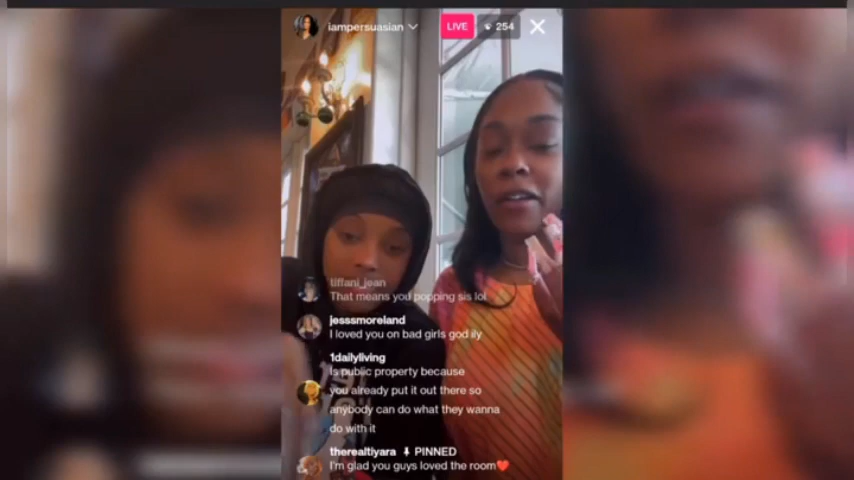 iampersuasian
LIVE
254
tiffani_jean
That means you popping sis lol
jesssmoreland
I loved you on bad girls god ily
1dailyliving
Is public property because
you already put it out there so
anybody can do what they wanna
do with it
therealtiyara PINNED
I'm glad you guys loved the room❤️